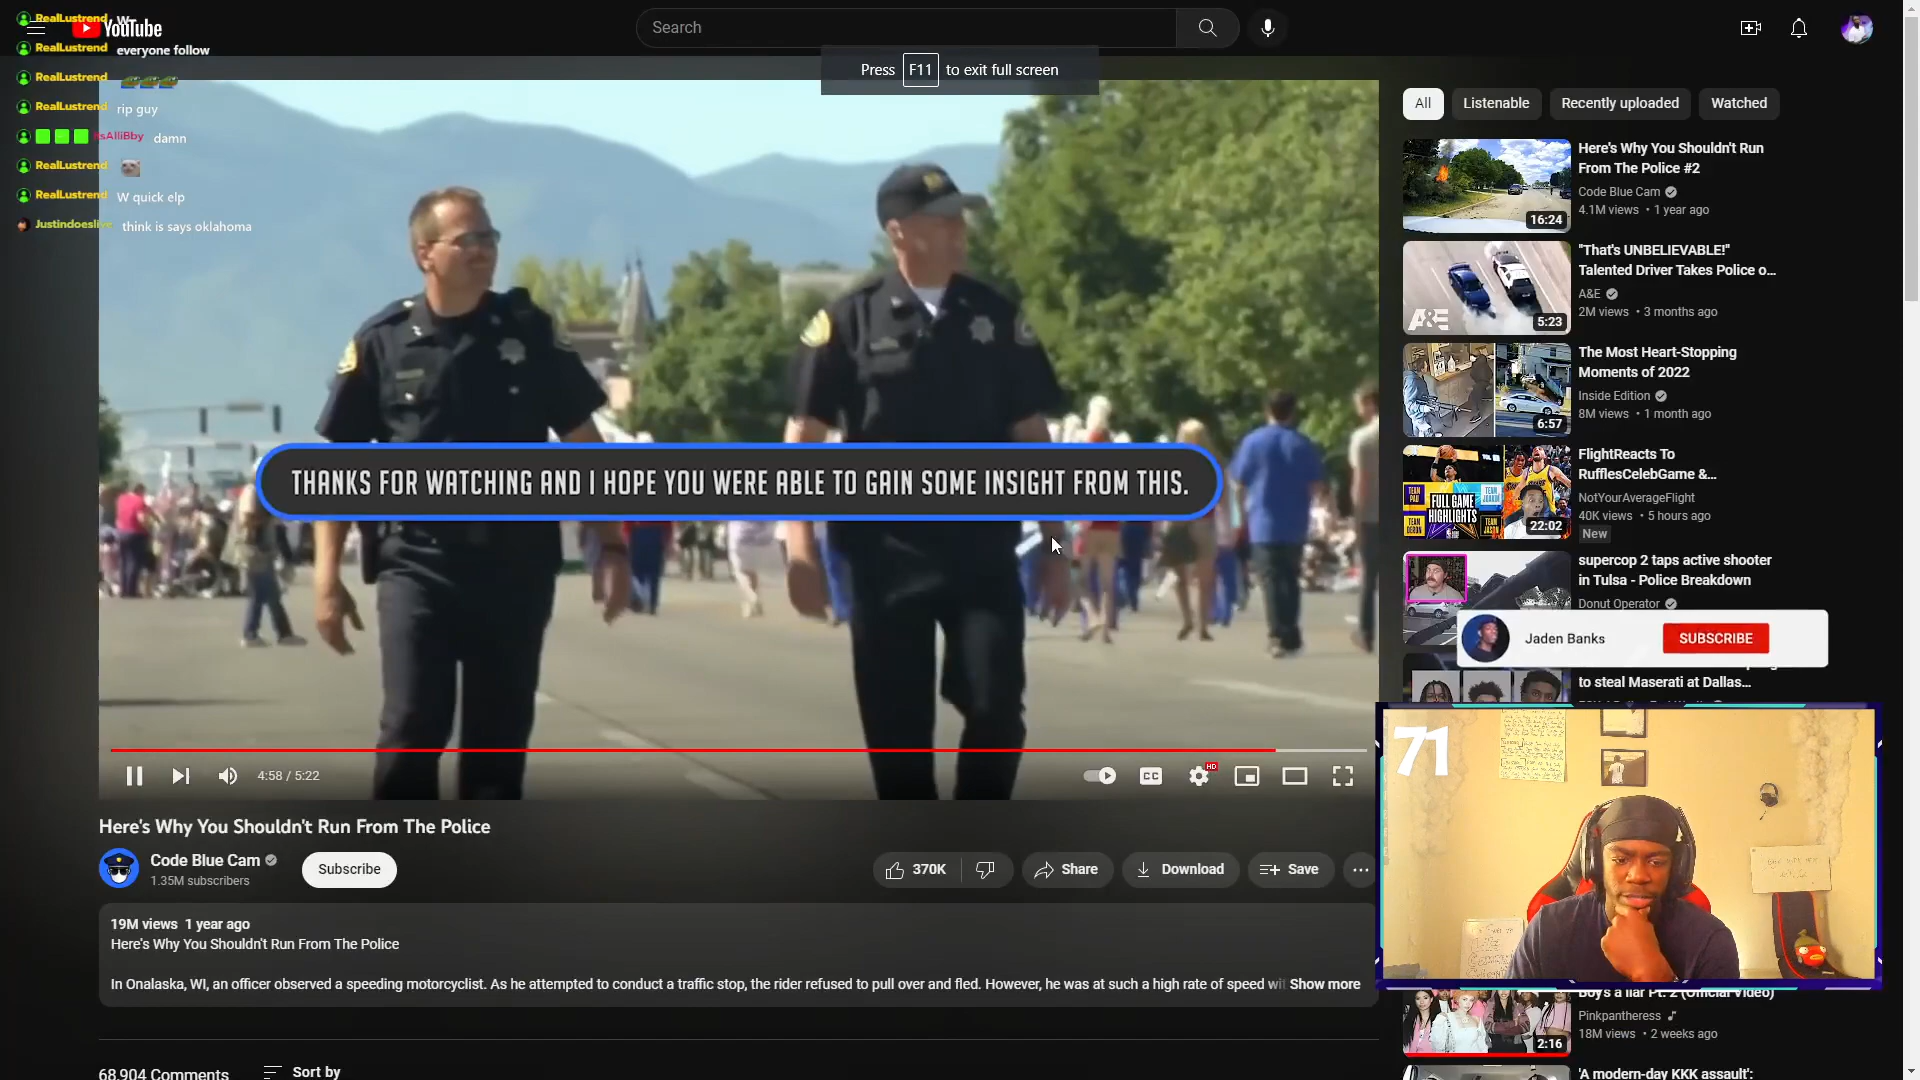 RealLustrend W
YouTube
Search
RealLustrend everyone follow
Press F11 to exit full screen
RealLustrend
RealLustrend rip guy
damn
RealLustrend
RealLustrend W quick elp
think is says oklahoma
THANKS FOR WATCHING AND I HOPE YOU WERE ABLE TO GAIN SOME INSIGHT FROM THIS.
4:58 / 5:22
CC
HD
Here's Why You Shouldn't Run From The Police
Code Blue Cam
1.35M subscribers
Subscribe
370K
Share
Download
Save
19M views 1 year ago
Here's Why You Shouldn't Run From The Police
In Onalaska, WI, an officer observed a speeding motorcyclist. As he attempted to conduct a traffic stop, the rider refused to pull over and fled. However, he was at such a high rate of speed wi Show more
68,904 Comments
Sort by
All
Listenable
Recently uploaded
Watched
Here's Why You Shouldn't Run
From The Police #2
Code Blue Cam
4.1M views • 1 year ago
16:24
"That's UNBELIEVABLE!"
Talented Driver Takes Police o...
A&E
2M views • 3 months ago
A&E
5:23
The Most Heart-Stopping
Moments of 2022
Inside Edition
8M views • 1 month ago
6:57
FlightReacts To
RufflesCelebGame &...
NotYourAverageFlight
40K views • 5 hours ago
New
TEAM
FULL GAME
HIGHLIGHTS
22:02
supercop 2 taps active shooter
in Tulsa - Police Breakdown
Donut Operator
Jaden Banks
SUBSCRIBE
to steal Maserati at Dallas...
71
Boy's a liar Pt. 2 (Official Video)
Pinkpantheress
18M views • 2 weeks ago
2:16
'A modern-day KKK assault':